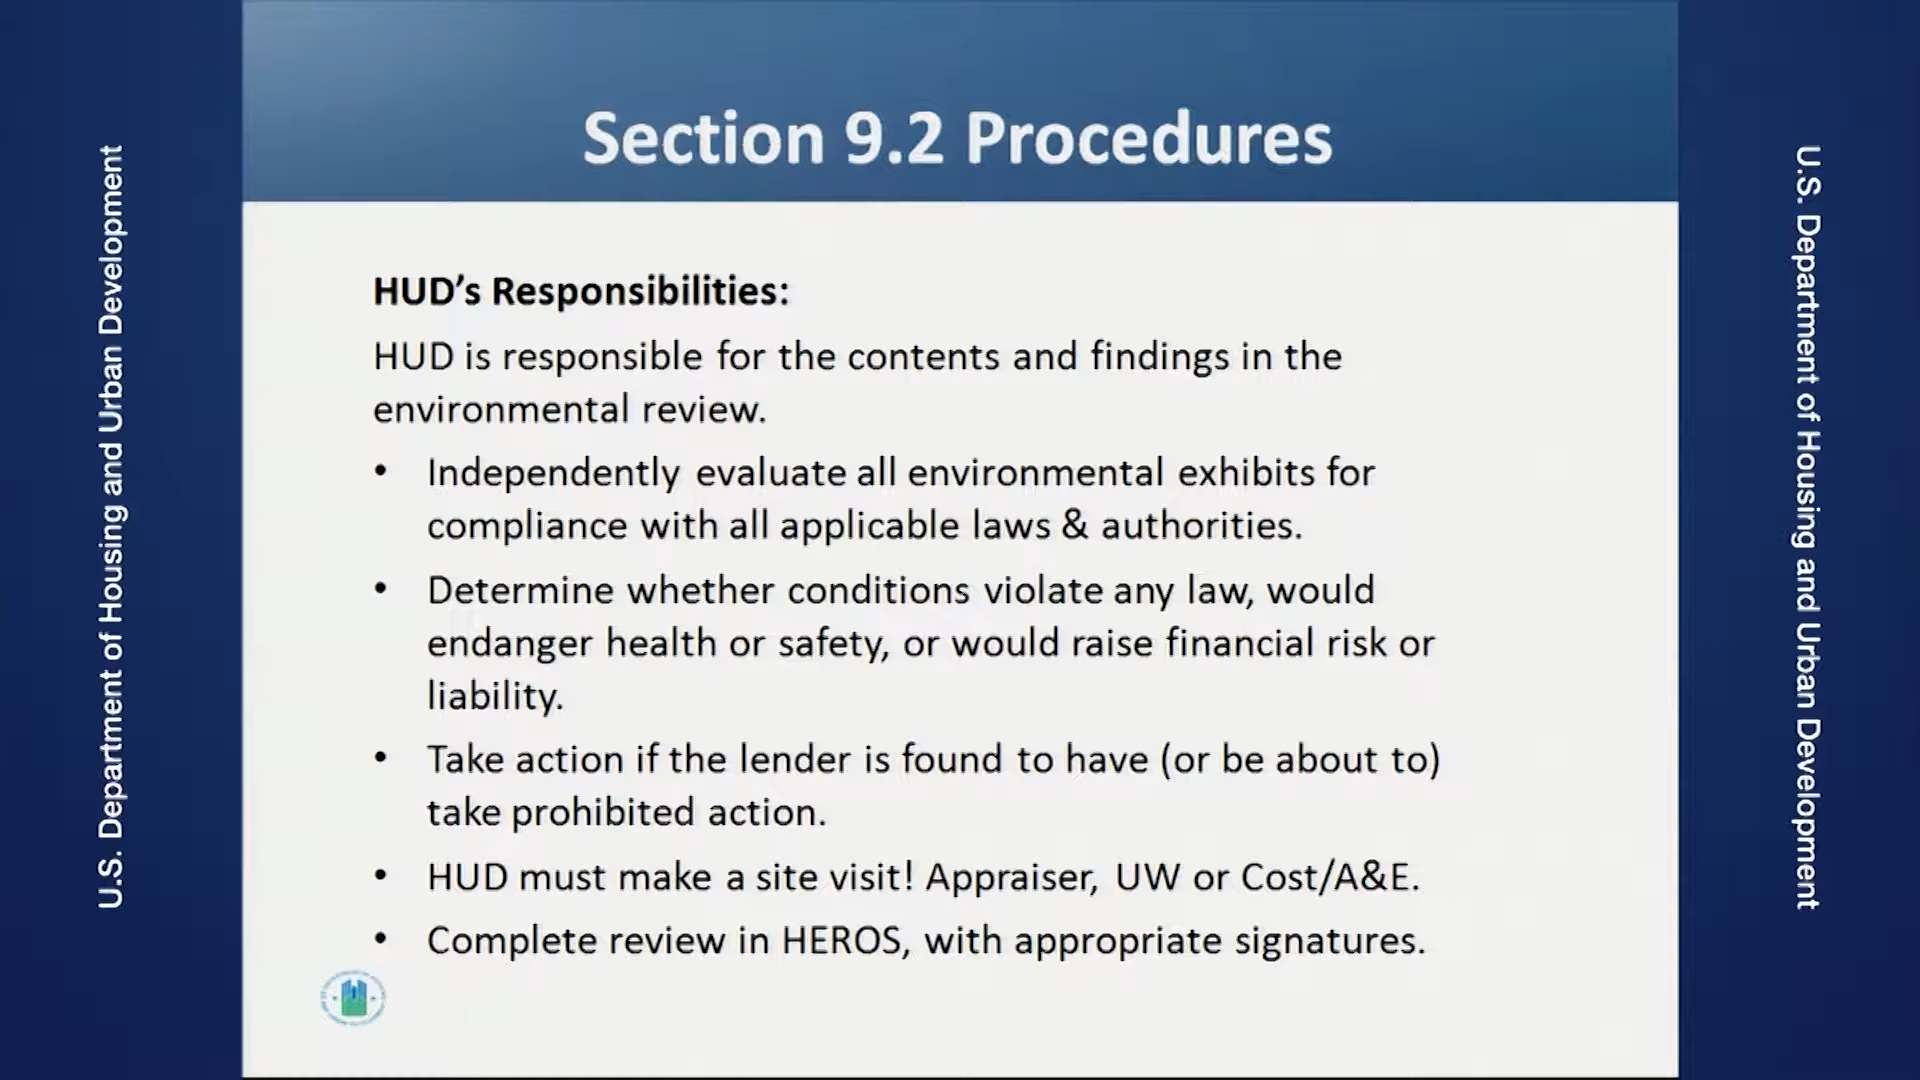 U.S. Department of Housing and Urban Development
Section 9.2 Procedures
HUD’s Responsibilities:
HUD is responsible for the contents and findings in the
environmental review.
• Independently evaluate all environmental exhibits for
compliance with all applicable laws & authorities.
• Determine whether conditions violate any law, would
endanger health or safety, or would raise financial risk or
liability.
• Take action if the lender is found to have (or be about to)
take prohibited action.
• HUD must make a site visit! Appraiser, UW or Cost/A&E.
• Complete review in HEROS, with appropriate signatures.
U.S. Department of Housing and Urban Development